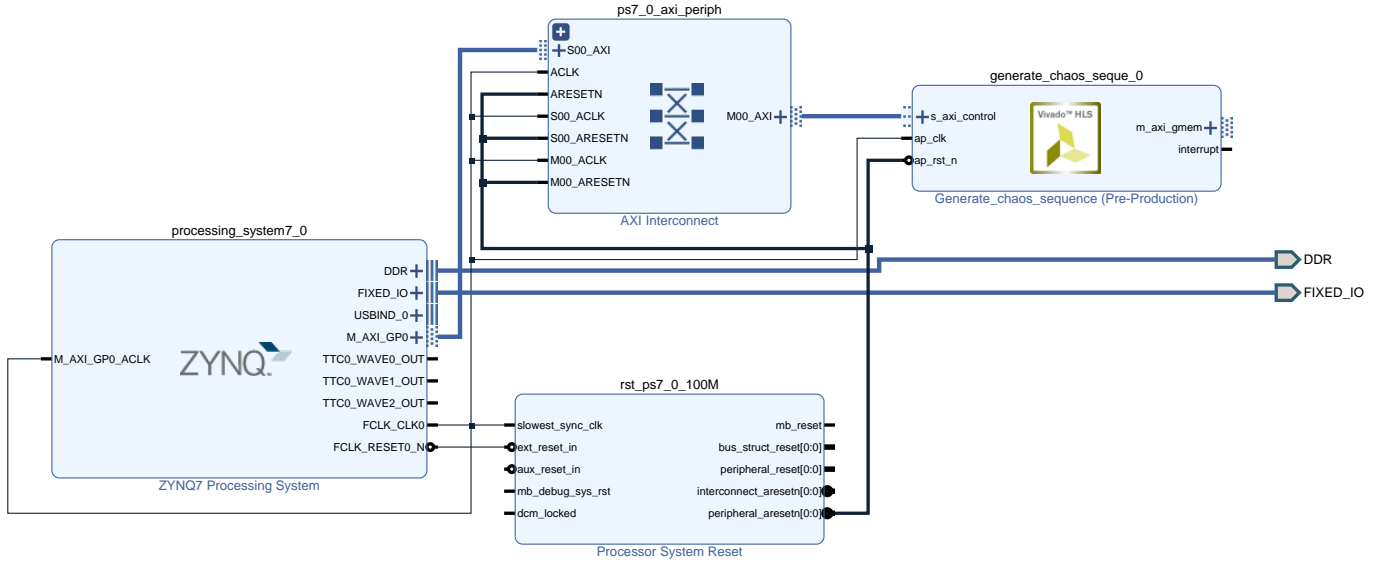 ps7_0_axi_periph
S00_AXI
ACLK
ARESETN
S00_ACLK
S00_ARESETN
M00_ACLK
M00_ARESETN
M00_AXI
AXI Interconnect
generate_chaos_seque_0
s_axi_control
ap_clk
ap_rst_n
Vivado™ HLS
m_axi_gmem
interrupt
Generate_chaos_sequence (Pre-Production)
processing_system7_0
DDR
FIXED_IO
USBIND_0
M_AXI_GP0
M_AXI_GP0_ACLK
ZYNQ™
TTC0_WAVE0_OUT
TTC0_WAVE1_OUT
TTC0_WAVE2_OUT
FCLK_CLK0
FCLK_RESET0_N
ZYNQ7 Processing System
DDR
FIXED_IO
rst_ps7_0_100M
slowest_sync_clk
ext_reset_in
aux_reset_in
mb_debug_sys_rst
dcm_locked
mb_reset
bus_struct_reset[0:0]
peripheral_reset[0:0]
interconnect_aresetn[0:0]
peripheral_aresetn[0:0]
Processor System Reset